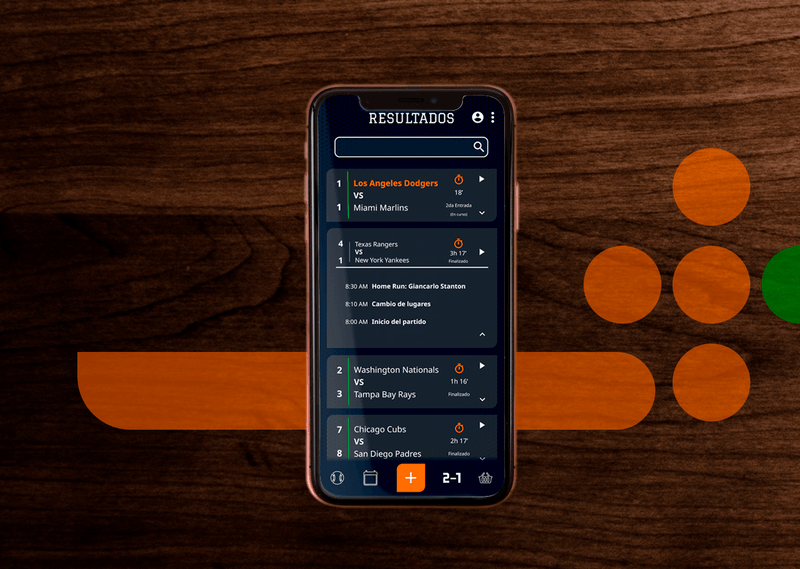 RESULTADOS
1 Los Angeles Dodgers 18'
VS
1 Miami Marlins 2da Entrada
(En curso)
4 Texas Rangers 3h 17'
VS
1 New York Yankees Finalizado
8:30 AM Home Run: Giancarlo Stanton
8:10 AM Cambio de lugares
8:00 AM Inicio del partido
2 Washington Nationals 1h 16'
VS
3 Tampa Bay Rays Finalizado
7 Chicago Cubs 2h 17'
VS
8 San Diego Padres Finalizado
2-1